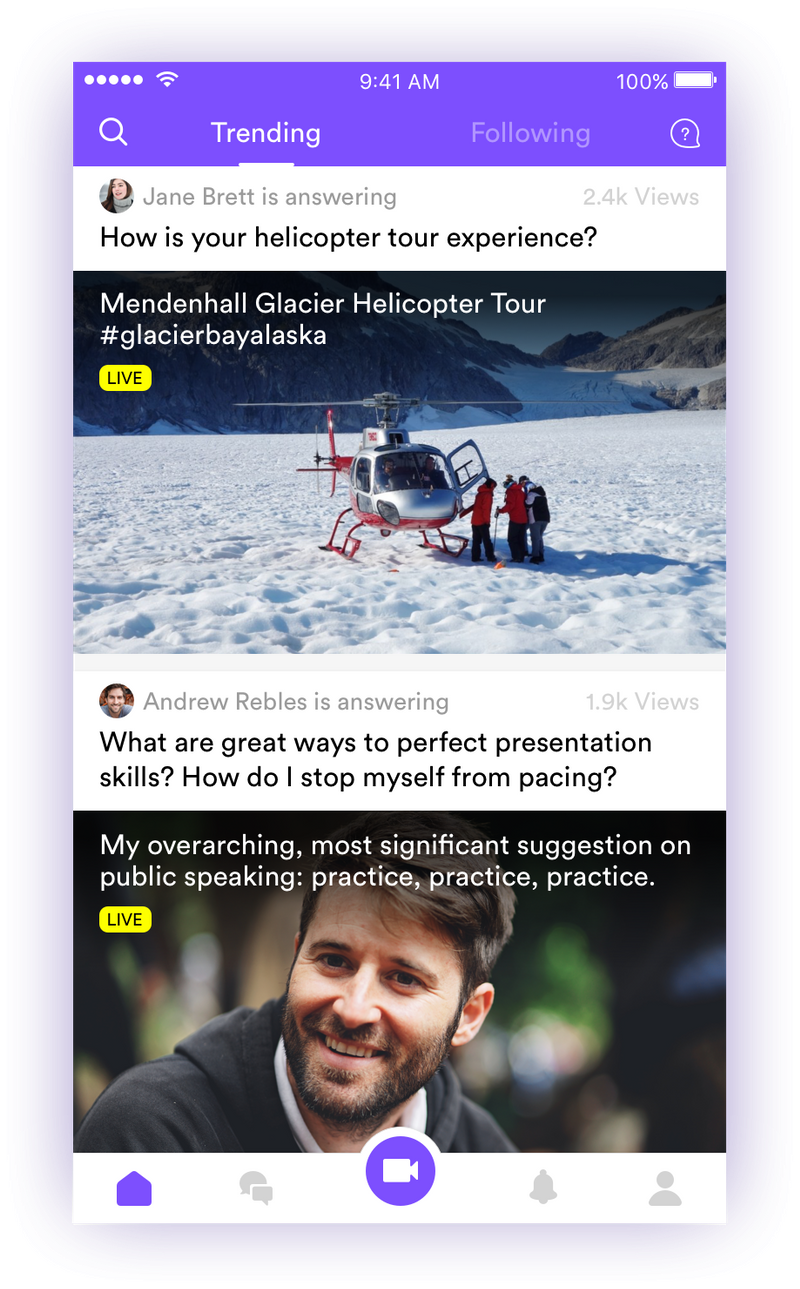 9:41 AM
100%
Trending
Following
?
Jane Brett is answering
2.4k Views
How is your helicopter tour experience?
Mendenhall Glacier Helicopter Tour
#glacierbayalaska
LIVE
Andrew Rebles is answering
1.9k Views
What are great ways to perfect presentation
skills? How do I stop myself from pacing?
My overarching, most significant suggestion on
public speaking: practice, practice, practice.
LIVE